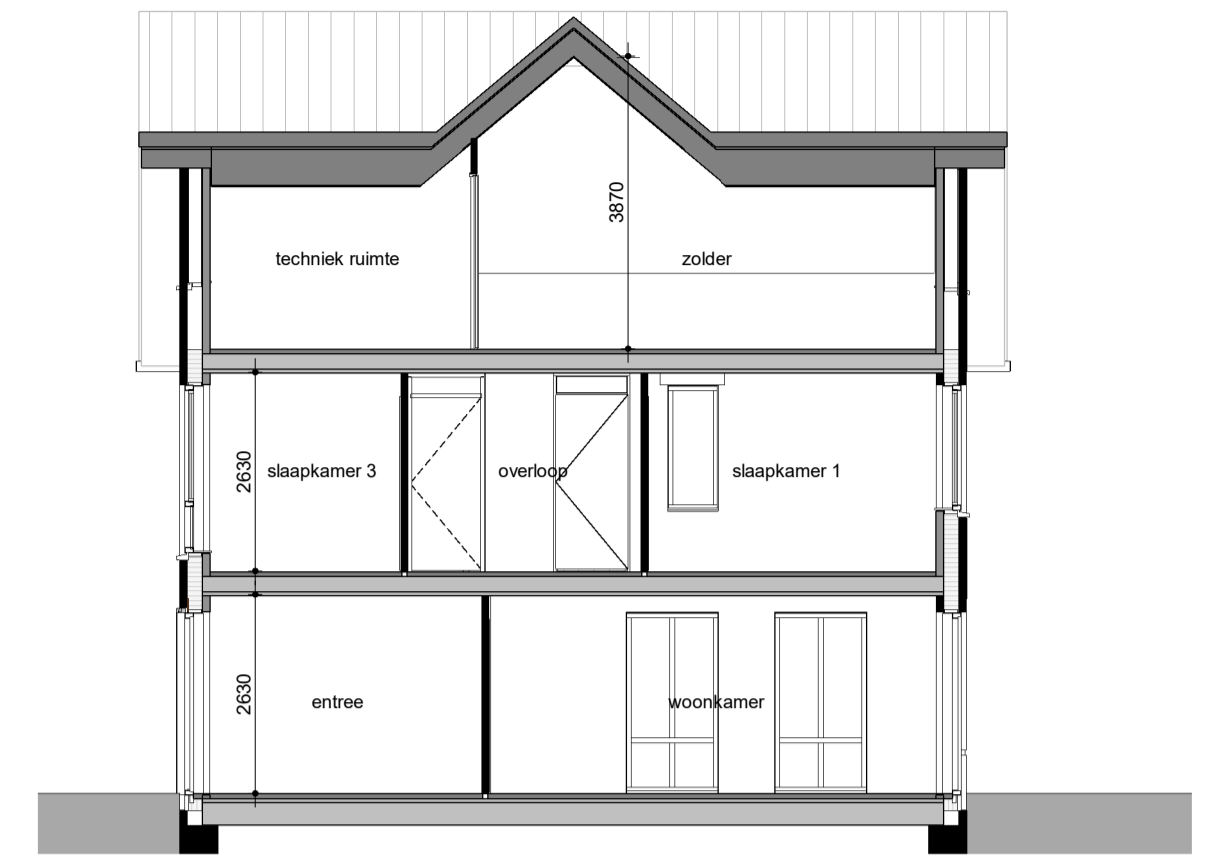 3870
techniek ruimte
zolder
2630
slaapkamer 3
overloop
slaapkamer 1
2630
entree
woonkamer